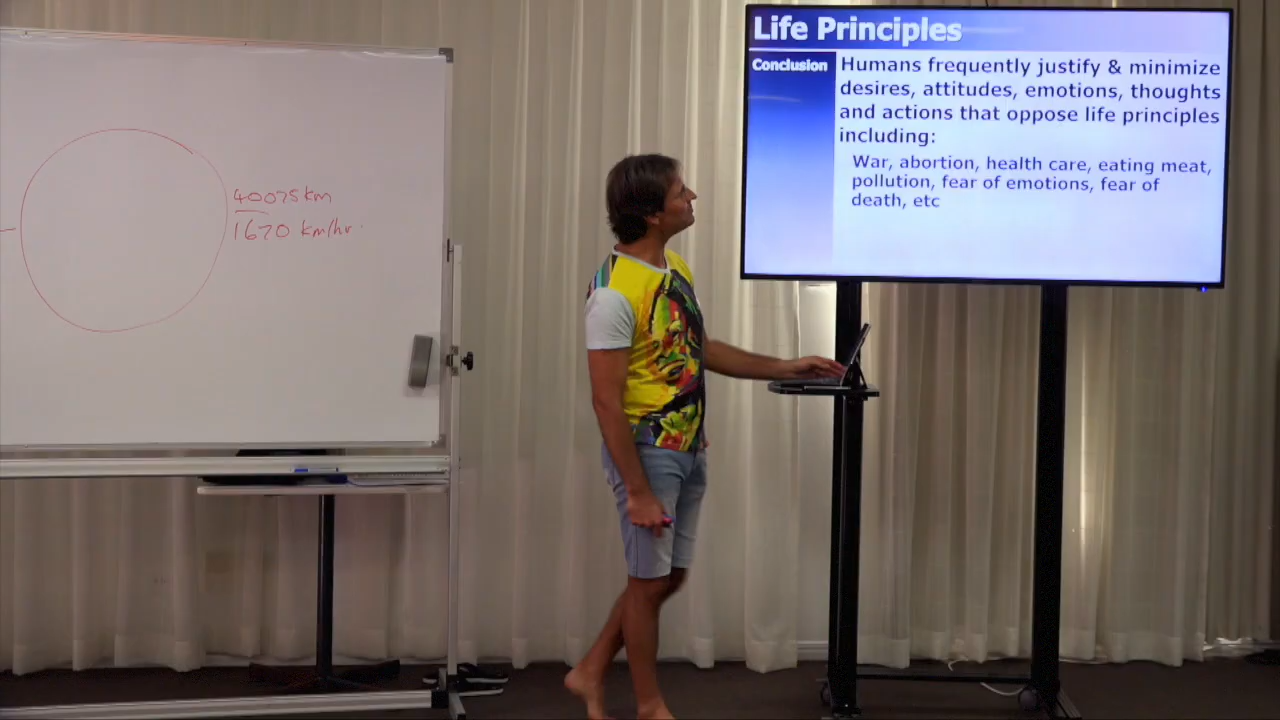 40075km
1670 km/hr
Life Principles
Conclusion
Humans frequently justify & minimize
desires, attitudes, emotions, thoughts
and actions that oppose life principles
including:
War, abortion, health care, eating meat,
pollution, fear of emotions, fear of
death, etc